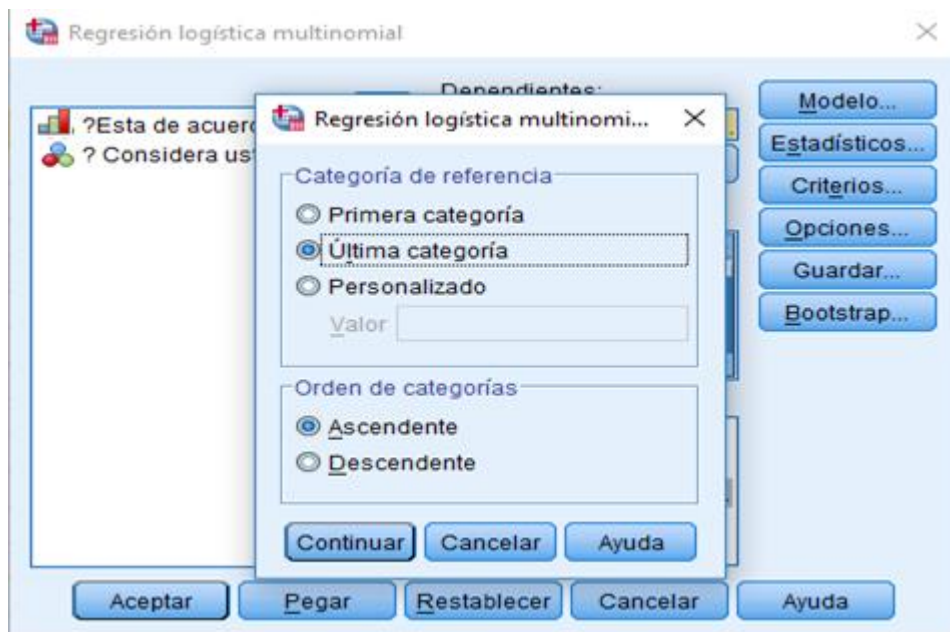 Regresión logística multinomial
Dependientes:
?Esta de acuerd
? Considera us
Modelo...
Estadísticos...
Criterios...
Opciones...
Guardar...
Bootstrap...
Regresión logística multinomi...
Categoría de referencia
Primera categoría
Última categoría
Personalizado
Valor
Orden de categorías
Ascendente
Descendente
Continuar
Cancelar
Ayuda
Aceptar
Pegar
Restablecer
Cancelar
Ayuda